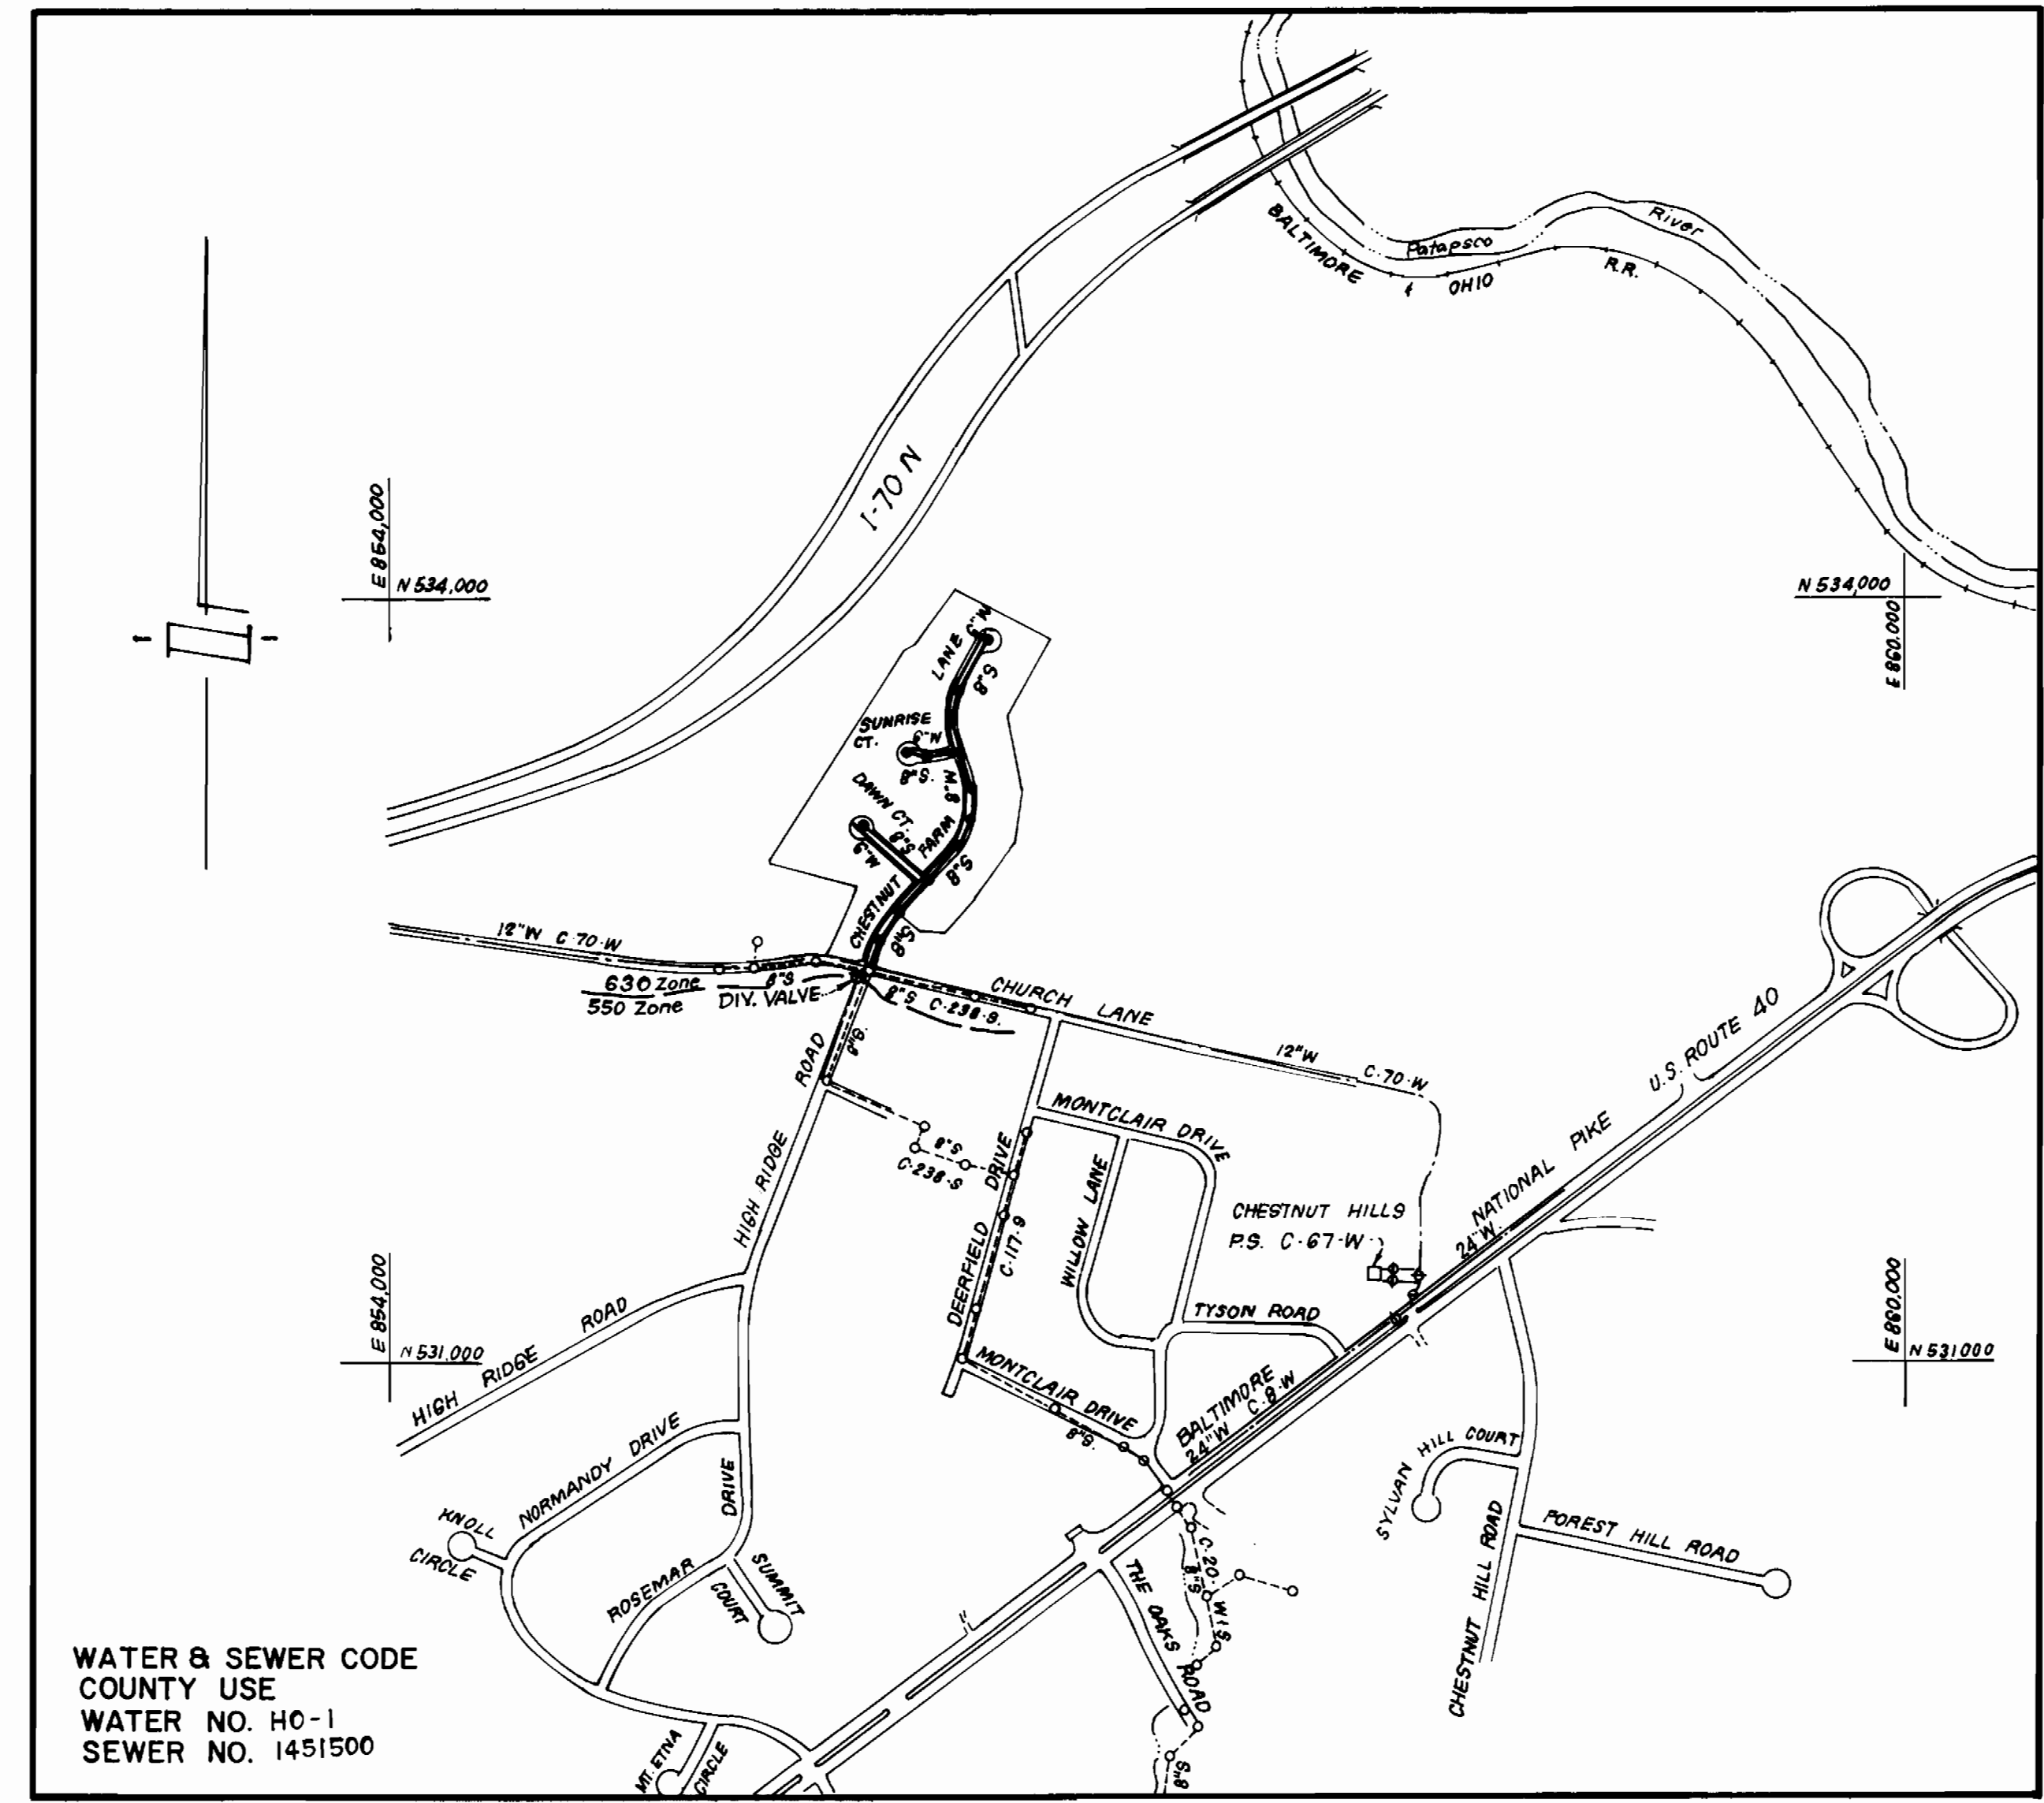 BALTIMORE & OHIO R.R.
Patapsco River
I-70 N
E 854,000
N 534,000
N 534,000
E 860,000
LANE
6"W
8"S
SUNRISE
CT.
6"W
8"S.
8"W
DAWN CT.
8"S
6"W
FARM
8"S
CHESTNUT
8"S
12"W C-70-W
630 Zone
550 Zone
8"S
DIV. VALVE
8"S C-238-S.
CHURCH LANE
12"W C-70-W
ROAD
8"S.
HIGH RIDGE
8"S
C-238-S
DEERFIELD DRIVE
C-117-S
MONTCLAIR DRIVE
WILLOW LANE
CHESTNUT HILLS
P.S. C-67-W
TYSON ROAD
U.S. ROUTE 40
NATIONAL PIKE
24"W
BALTIMORE
24"W C-8-W
E 854,000
N 531,000
E 860,000
N 531000
HIGH RIDGE ROAD
MONTCLAIR DRIVE
8"S.
NORMANDY DRIVE
KNOLL
CIRCLE
DRIVE
ROSEMAR
SUMMIT
COURT
SYLVAN HILL COURT
FOREST HILL ROAD
CHESTNUT HILL ROAD
C-20-W&S
8"S
THE OAKS ROAD
8"S
MT. ETNA
CIRCLE
WATER & SEWER CODE
COUNTY USE
WATER NO. HO-1
SEWER NO. 1451500